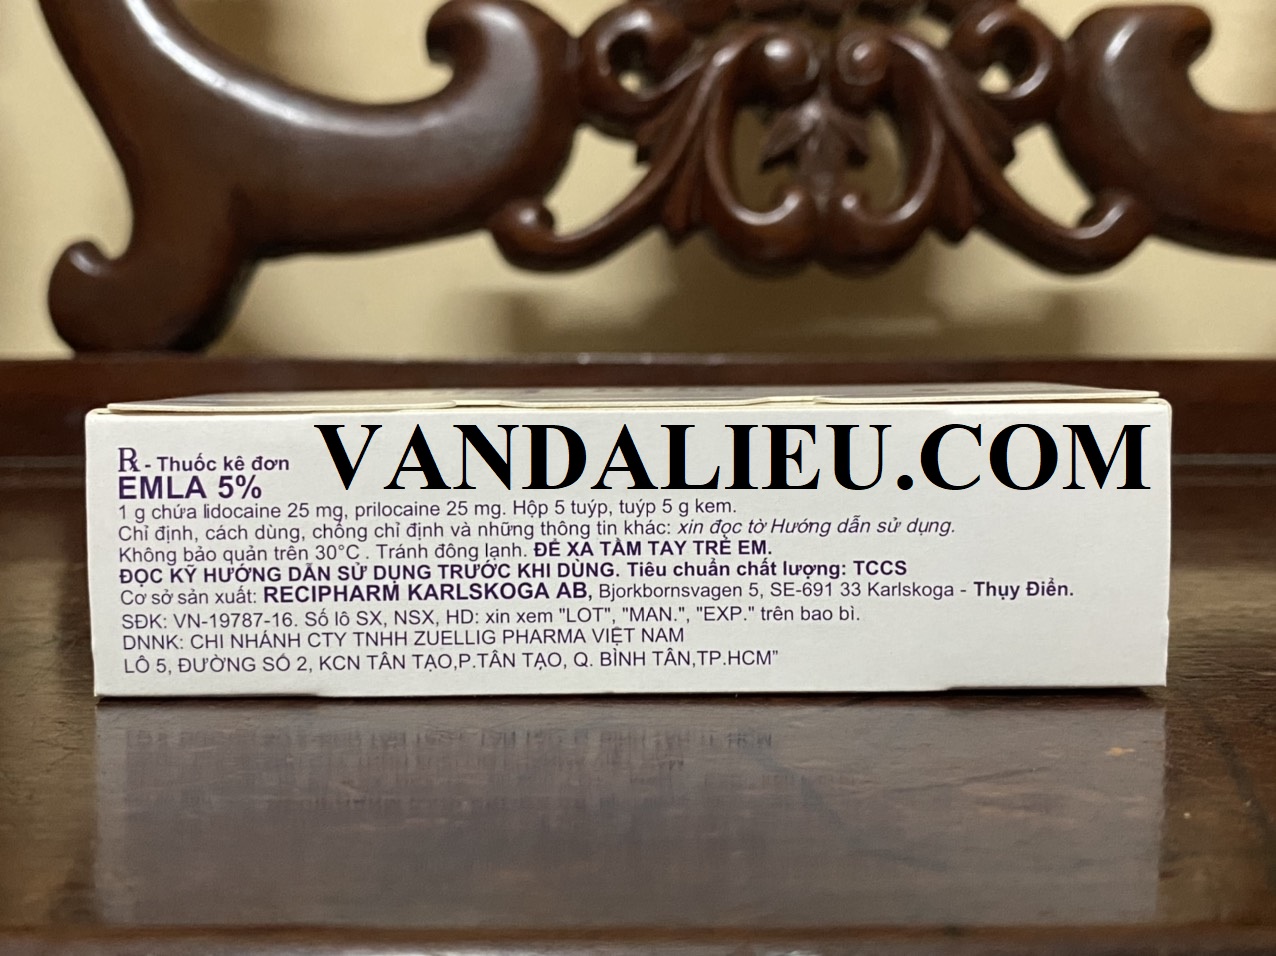 VANDALIEU.COM
Rx - Thuốc kê đơn
EMLA 5%
1 g chứa lidocaine 25 mg, prilocaine 25 mg. Hộp 5 tuýp, tuýp 5 g kem.
Chỉ định, cách dùng, chống chỉ định và những thông tin khác: xin đọc tờ Hướng dẫn sử dụng.
Không bảo quản trên 30°C . Tránh đông lạnh. ĐỂ XA TẦM TAY TRẺ EM.
ĐỌC KỸ HƯỚNG DẪN SỬ DỤNG TRƯỚC KHI DÙNG. Tiêu chuẩn chất lượng: TCCS
Cơ sở sản xuất: RECIPHARM KARLSKOGA AB, Bjorkbornsvagen 5, SE-691 33 Karlskoga - Thụy Điển.
SĐK: VN-19787-16. Số lô SX, NSX, HD: xin xem "LOT", "MAN.", "EXP." trên bao bì.
DNNK: CHI NHÁNH CTY TNHH ZUELLIG PHARMA VIỆT NAM
LÔ 5, ĐƯỜNG SỐ 2, KCN TÂN TẠO,P.TÂN TẠO, Q. BÌNH TÂN,TP.HCM"